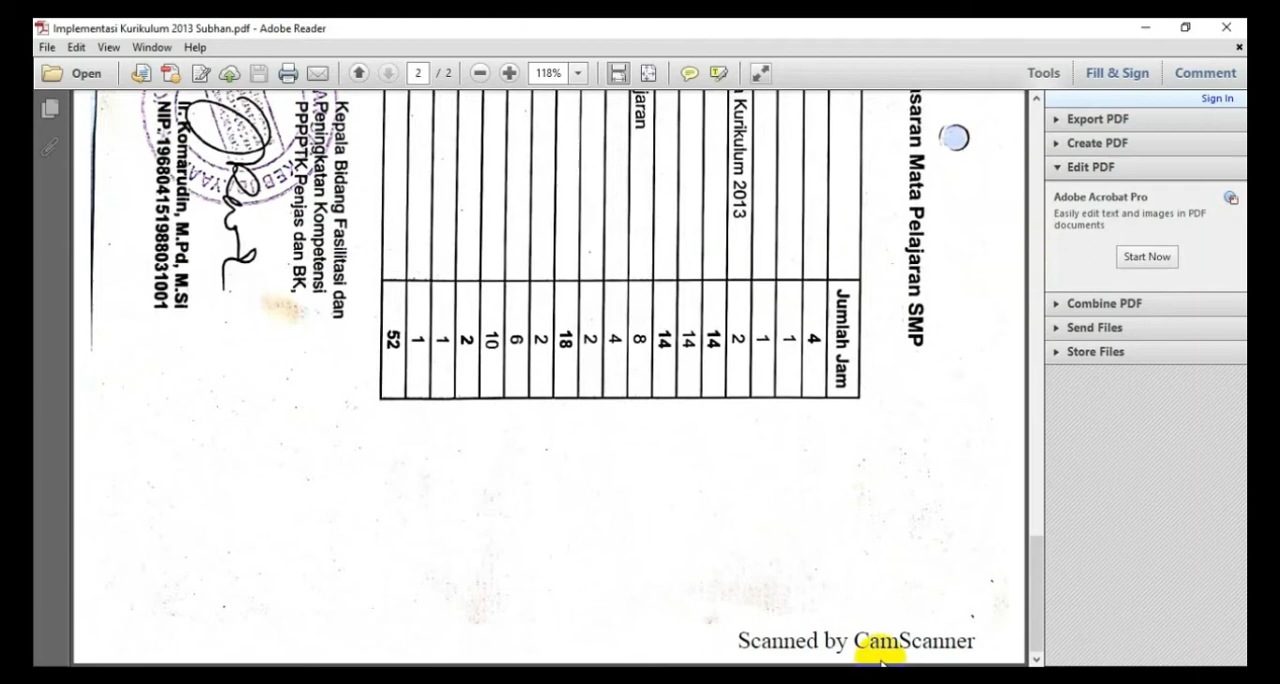 Implementasi Kurikulum 2013 Subhan.pdf - Adobe Reader
File Edit View Window Help
Open
2 / 2
118%
Tools Fill & Sign Comment
Sign In
Export PDF
Create PDF
Edit PDF
Adobe Acrobat Pro
Easily edit text and images in PDF
documents
Start Now
Combine PDF
Send Files
Store Files
saran Mata Pelajaran SMP
Jumlah Jam
4
1
1
Kurikulum 2013
2
14
14
14
jaran
8
4
2
18
2
6
10
2
1
1
52
Kepala Bidang Fasilitasi dan
Peningkatan Kompetensi
PPPPTK Penjas dan BK,
Ir. Komarudin, M.Pd, M.Si
NIP. 196804151988031001
Scanned by CamScanner